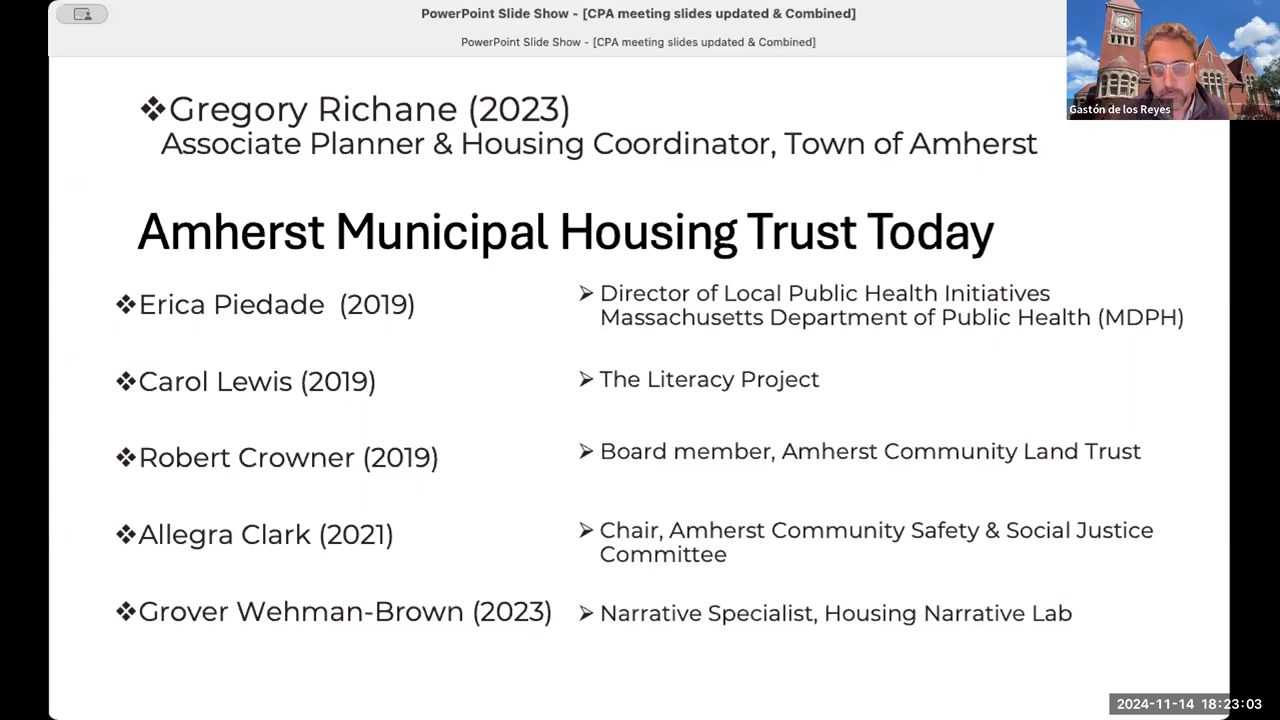 PowerPoint Slide Show - [CPA meeting slides updated & Combined]
PowerPoint Slide Show - [CPA meeting slides updated & Combined]
Gastón de los Reyes
❖Gregory Richane (2023)
Associate Planner & Housing Coordinator, Town of Amherst
Amherst Municipal Housing Trust Today
❖Erica Piedade (2019)
➢ Director of Local Public Health Initiatives
Massachusetts Department of Public Health (MDPH)
❖Carol Lewis (2019)
➢ The Literacy Project
❖Robert Crowner (2019)
➢ Board member, Amherst Community Land Trust
❖Allegra Clark (2021)
➢ Chair, Amherst Community Safety & Social Justice
Committee
❖Grover Wehman-Brown (2023)
➢ Narrative Specialist, Housing Narrative Lab
2024-11-14 18:23:03